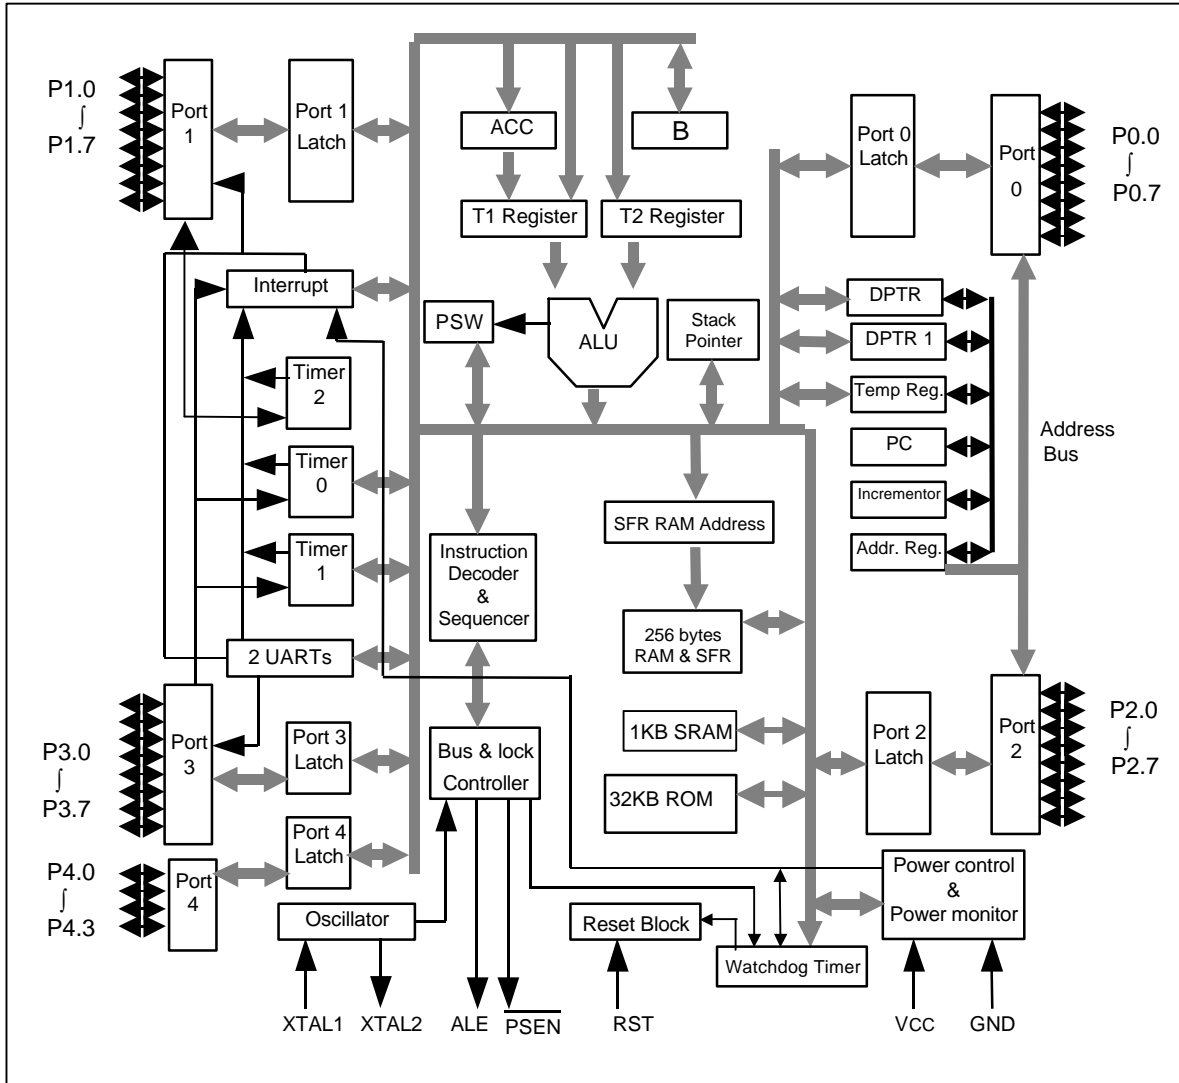 P1.0
∫
P1.7
Port
1
Port 1
Latch
ACC
B
T1 Register
T2 Register
Port 0
Latch
Port
0
P0.0
∫
P0.7
Interrupt
PSW
ALU
Stack
Pointer
DPTR
DPTR 1
Temp Reg.
PC
Incrementor
Addr. Reg.
Address
Bus
Timer
2
Timer
0
Timer
1
2 UARTs
Instruction
Decoder
&
Sequencer
SFR RAM Address
256 bytes
RAM & SFR
1KB SRAM
32KB ROM
P3.0
∫
P3.7
Port
3
Port 3
Latch
Bus & lock
Controller
Port 2
Latch
Port
2
P2.0
∫
P2.7
P4.0
∫
P4.3
Port
4
Port 4
Latch
Oscillator
Reset Block
Watchdog Timer
Power control
&
Power monitor
XTAL1
XTAL2
ALE
PSEN
RST
VCC
GND